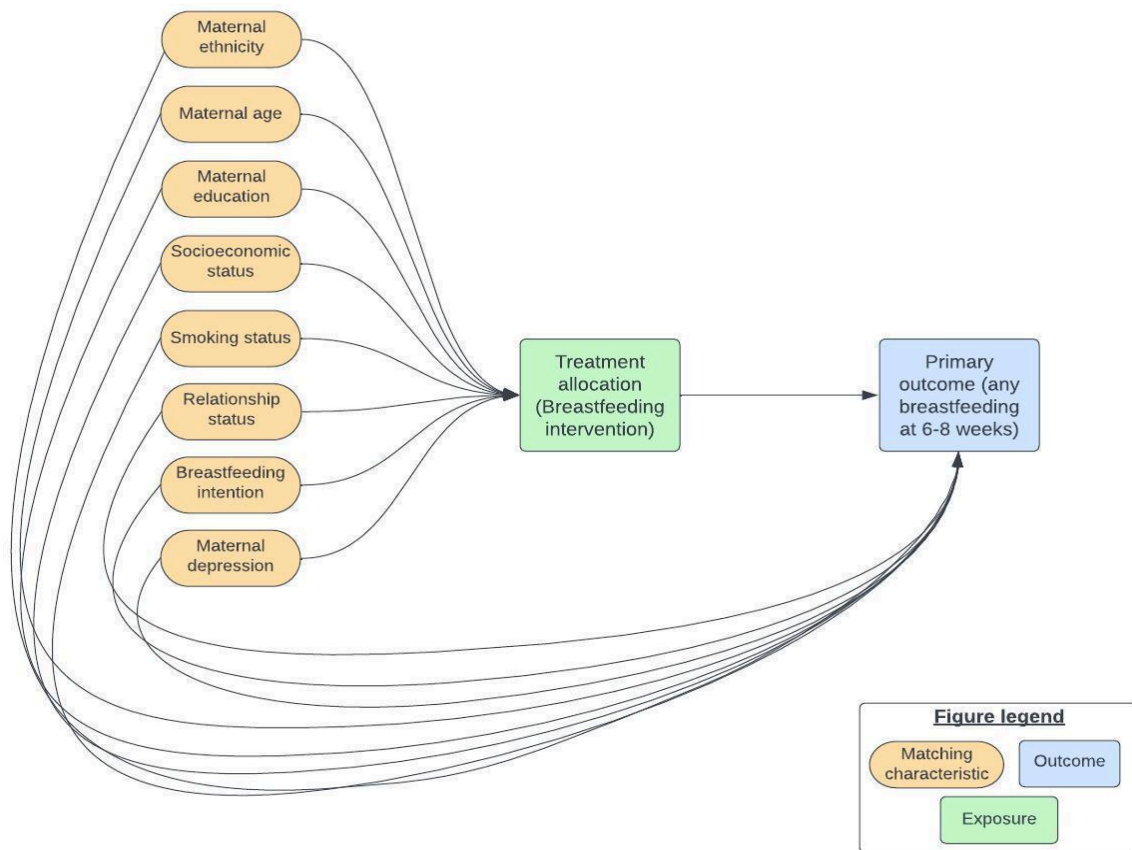 Maternal
ethnicity
Maternal age
Maternal
education
Socioeconomic
status
Smoking status
Relationship
status
Breastfeeding
intention
Maternal
depression
Treatment
allocation
(Breastfeeding
intervention)
Primary
outcome (any
breastfeeding
at 6-8 weeks)
Figure legend
Matching
characteristic
Outcome
Exposure